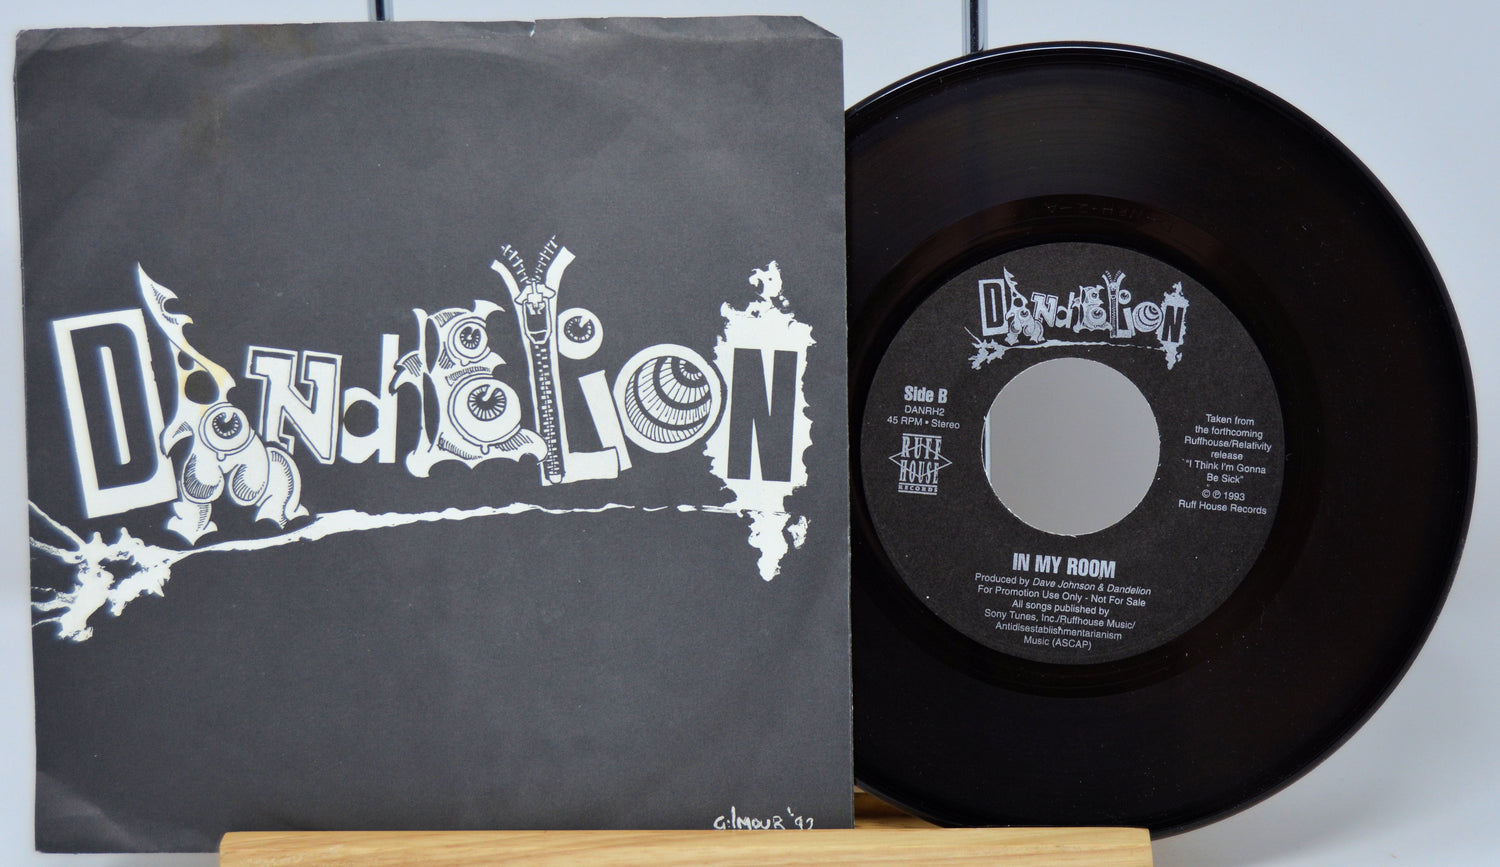 DANdELiON
GilMOUR '92
DANdELiON
Side B
DANRH2
45 RPM • Stereo
RUFF
HOUSE
RECORDS
Taken from
the forthcoming
Ruffhouse/Relativity
release
"I Think I'm Gonna
Be Sick"
© ℗ 1993
Ruff House Records
IN MY ROOM
Produced by Dave Johnson & Dandelion
For Promotion Use Only - Not For Sale
All songs published by
Sony Tunes, Inc./Ruffhouse Music/
Antidisestablishmentarianism
Music (ASCAP)